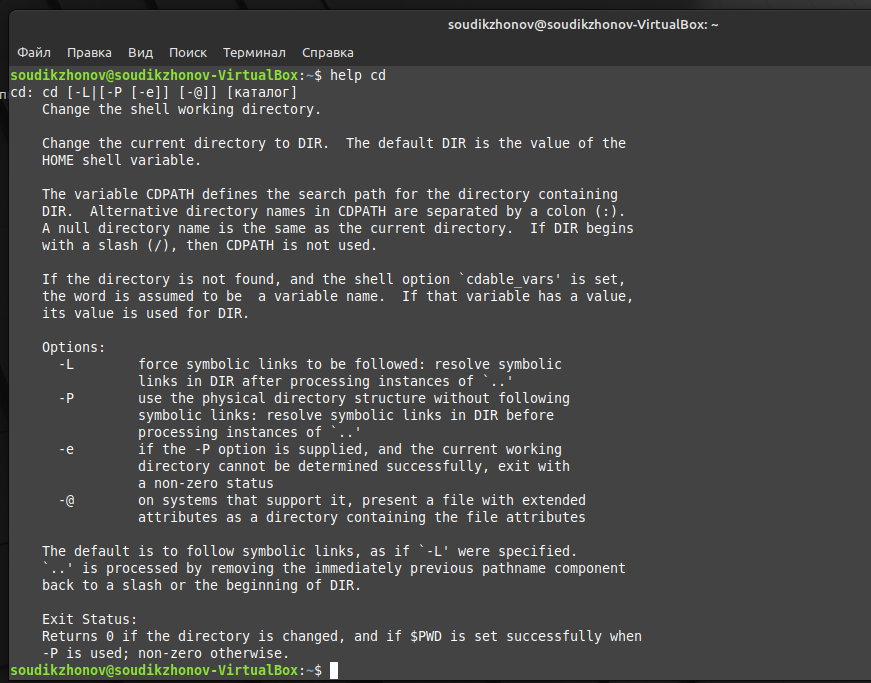 soudikzhonov@soudikzhonov-VirtualBox: ~
Файл Правка Вид Поиск Терминал Справка
soudikzhonov@soudikzhonov-VirtualBox:~$ help cd
cd: cd [-L|[-P [-e]] [-@]] [каталог]
    Change the shell working directory.

    Change the current directory to DIR.  The default DIR is the value of the
    HOME shell variable.

    The variable CDPATH defines the search path for the directory containing
    DIR.  Alternative directory names in CDPATH are separated by a colon (:).
    A null directory name is the same as the current directory.  If DIR begins
    with a slash (/), then CDPATH is not used.

    If the directory is not found, and the shell option `cdable_vars' is set,
    the word is assumed to be  a variable name.  If that variable has a value,
    its value is used for DIR.

    Options:
      -L        force symbolic links to be followed: resolve symbolic
                links in DIR after processing instances of `..'
      -P        use the physical directory structure without following
                symbolic links: resolve symbolic links in DIR before
                processing instances of `..'
      -e        if the -P option is supplied, and the current working
                directory cannot be determined successfully, exit with
                a non-zero status
      -@        on systems that support it, present a file with extended
                attributes as a directory containing the file attributes

    The default is to follow symbolic links, as if `-L' were specified.
    `..' is processed by removing the immediately previous pathname component
    back to a slash or the beginning of DIR.

    Exit Status:
    Returns 0 if the directory is changed, and if $PWD is set successfully when
    -P is used; non-zero otherwise.
soudikzhonov@soudikzhonov-VirtualBox:~$